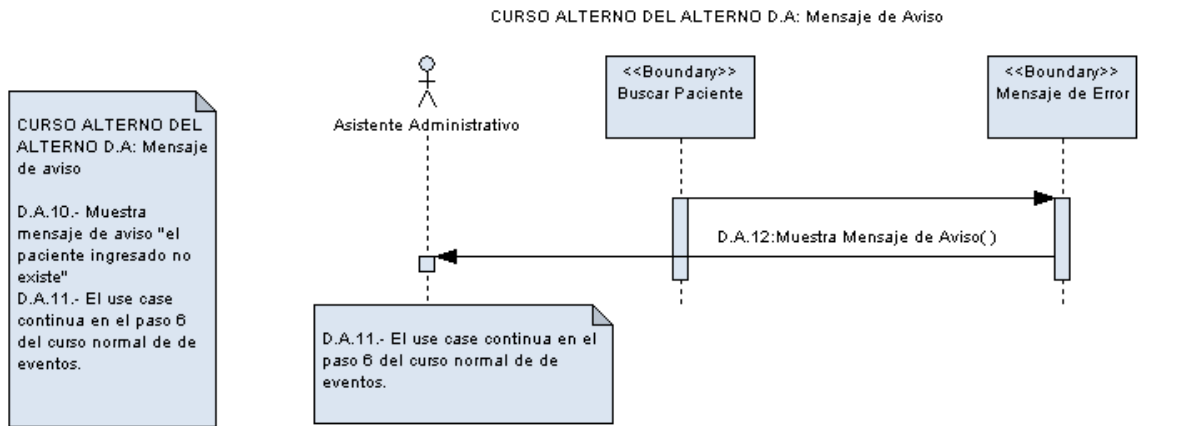 CURSO ALTERNO DEL ALTERNO D.A: Mensaje de Aviso
CURSO ALTERNO DEL
ALTERNO D.A: Mensaje
de aviso
D.A.10.- Muestra
mensaje de aviso "el
paciente ingresado no
existe"
D.A.11.- El use case
continua en el paso 6
del curso normal de de
eventos.
Asistente Administrativo
<<Boundary>>
Buscar Paciente
<<Boundary>>
Mensaje de Error
D.A.12:Muestra Mensaje de Aviso( )
D.A.11.- El use case continua en el
paso 6 del curso normal de de
eventos.